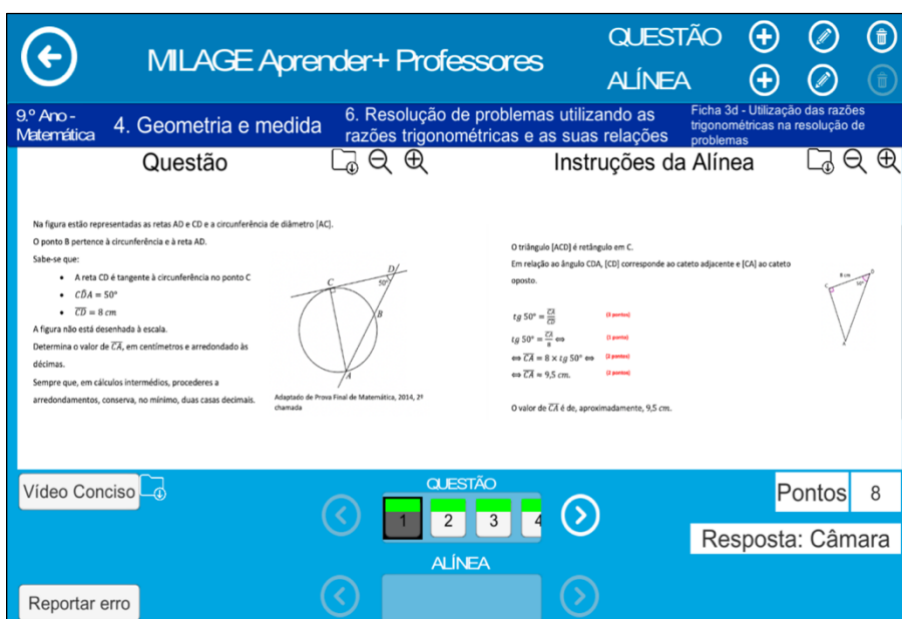 MILAGE Aprender+ Professores
QUESTÃO
ALÍNEA
9.º Ano - Matemática
4. Geometria e medida
6. Resolução de problemas utilizando as
razões trigonométricas e as suas relações
Ficha 3d - Utilização das razões
trigonométricas na resolução de
problemas
Questão
Na figura estão representadas as retas AD e CD e a circunferência de diâmetro [AC].
O ponto B pertence à circunferência e à reta AD.
Sabe-se que:
• A reta CD é tangente à circunferência no ponto C
• CD̂A = 50°
• C̅D̅ = 8 cm
A figura não está desenhada à escala.
Determina o valor de C̅A̅, em centímetros e arredondado às
décimas.
Sempre que, em cálculos intermédios, procederes a
arredondamentos, conserva, no mínimo, duas casas decimais.
C
D
50°
B
A
Adaptado de Prova Final de Matemática, 2014, 2ª
chamada
Instruções da Alínea
O triângulo [ACD] é retângulo em C.
Em relação ao ângulo CDA, [CD] corresponde ao cateto adjacente e [CA] ao cateto
oposto.
tg 50° = C̅A̅/C̅D̅
tg 50° = C̅A̅/8 ⇔
⇔ C̅A̅ = 8 × tg 50° ⇔
⇔ C̅A̅ = 9,5 cm.
O valor de C̅A̅ é de, aproximadamente, 9,5 cm.
8 cm
D
C
50°
A
Vídeo Conciso
QUESTÃO
1 2 3 4
Pontos 8
Resposta: Câmara
ALÍNEA
Reportar erro